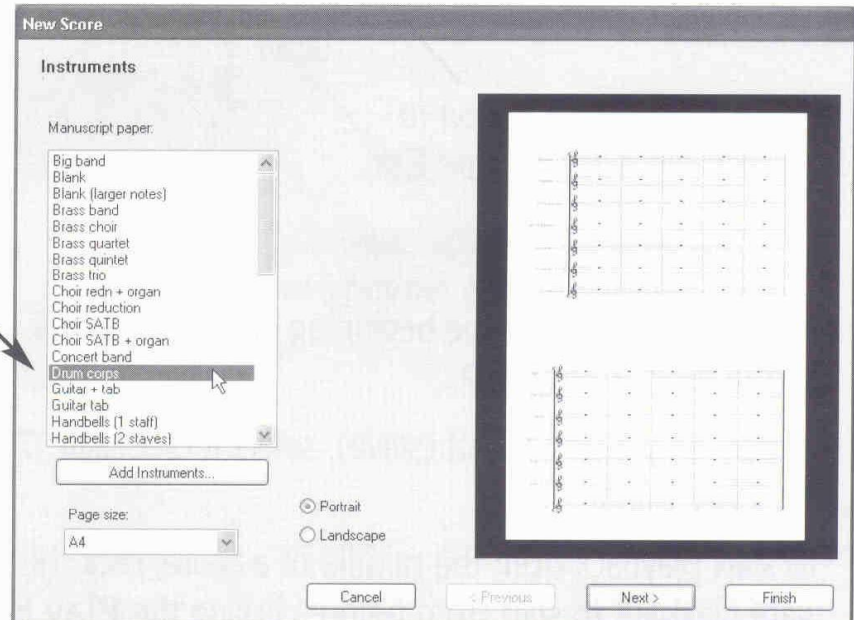 New Score
Instruments
Manuscript paper:
Big band
Blank
Blank (larger notes)
Brass band
Brass choir
Brass quartet
Brass quintet
Brass trio
Choir redn + organ
Choir reduction
Choir SATB
Choir SATB + organ
Concert band
Drum corps
Guitar + tab
Guitar tab
Handbells (1 staff)
Handbells (2 staves)
Add Instruments...
Page size:
A4
Portrait
Landscape
Cancel
< Previous
Next >
Finish